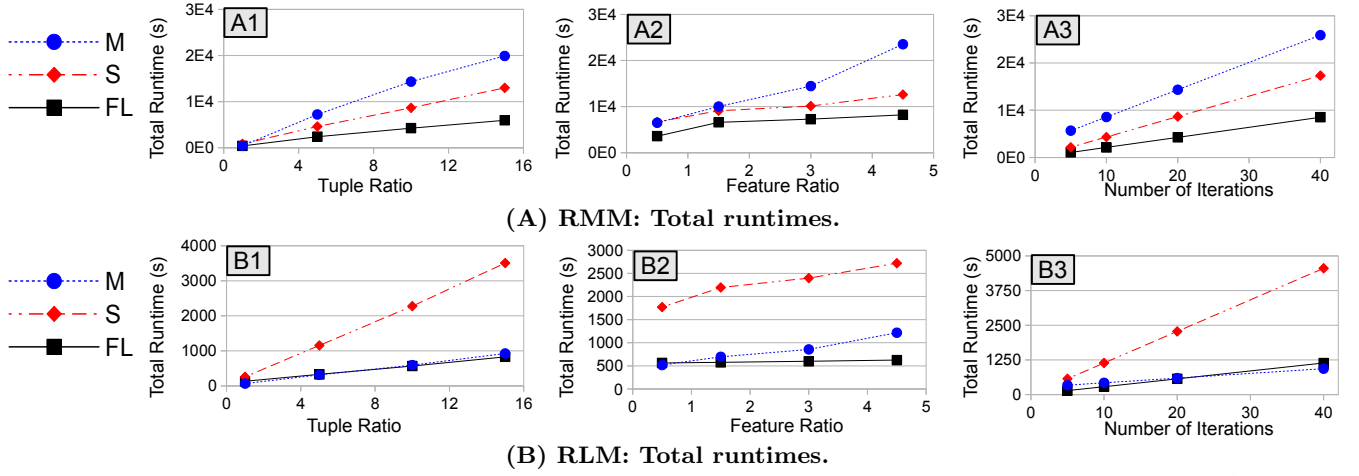 M
S
FL
A1
Total Runtime (s)
3E4
2E4
1E4
0E0
0 4 8 12 16
Tuple Ratio
A2
Total Runtime (s)
3E4
2E4
1E4
0E0
0 1 2 3 4 5
Feature Ratio
A3
Total Runtime (s)
3E4
2E4
1E4
0E0
0 10 20 30 40
Number of Iterations
(A) RMM: Total runtimes.
M
S
FL
B1
Total Runtime (s)
4000
3000
2000
1000
0
0 4 8 12 16
Tuple Ratio
B2
Total Runtime (s)
3000
2500
2000
1500
1000
500
0
0 1 2 3 4 5
Feature Ratio
B3
Total Runtime (s)
5000
3750
2500
1250
0
0 10 20 30 40
Number of Iterations
(B) RLM: Total runtimes.